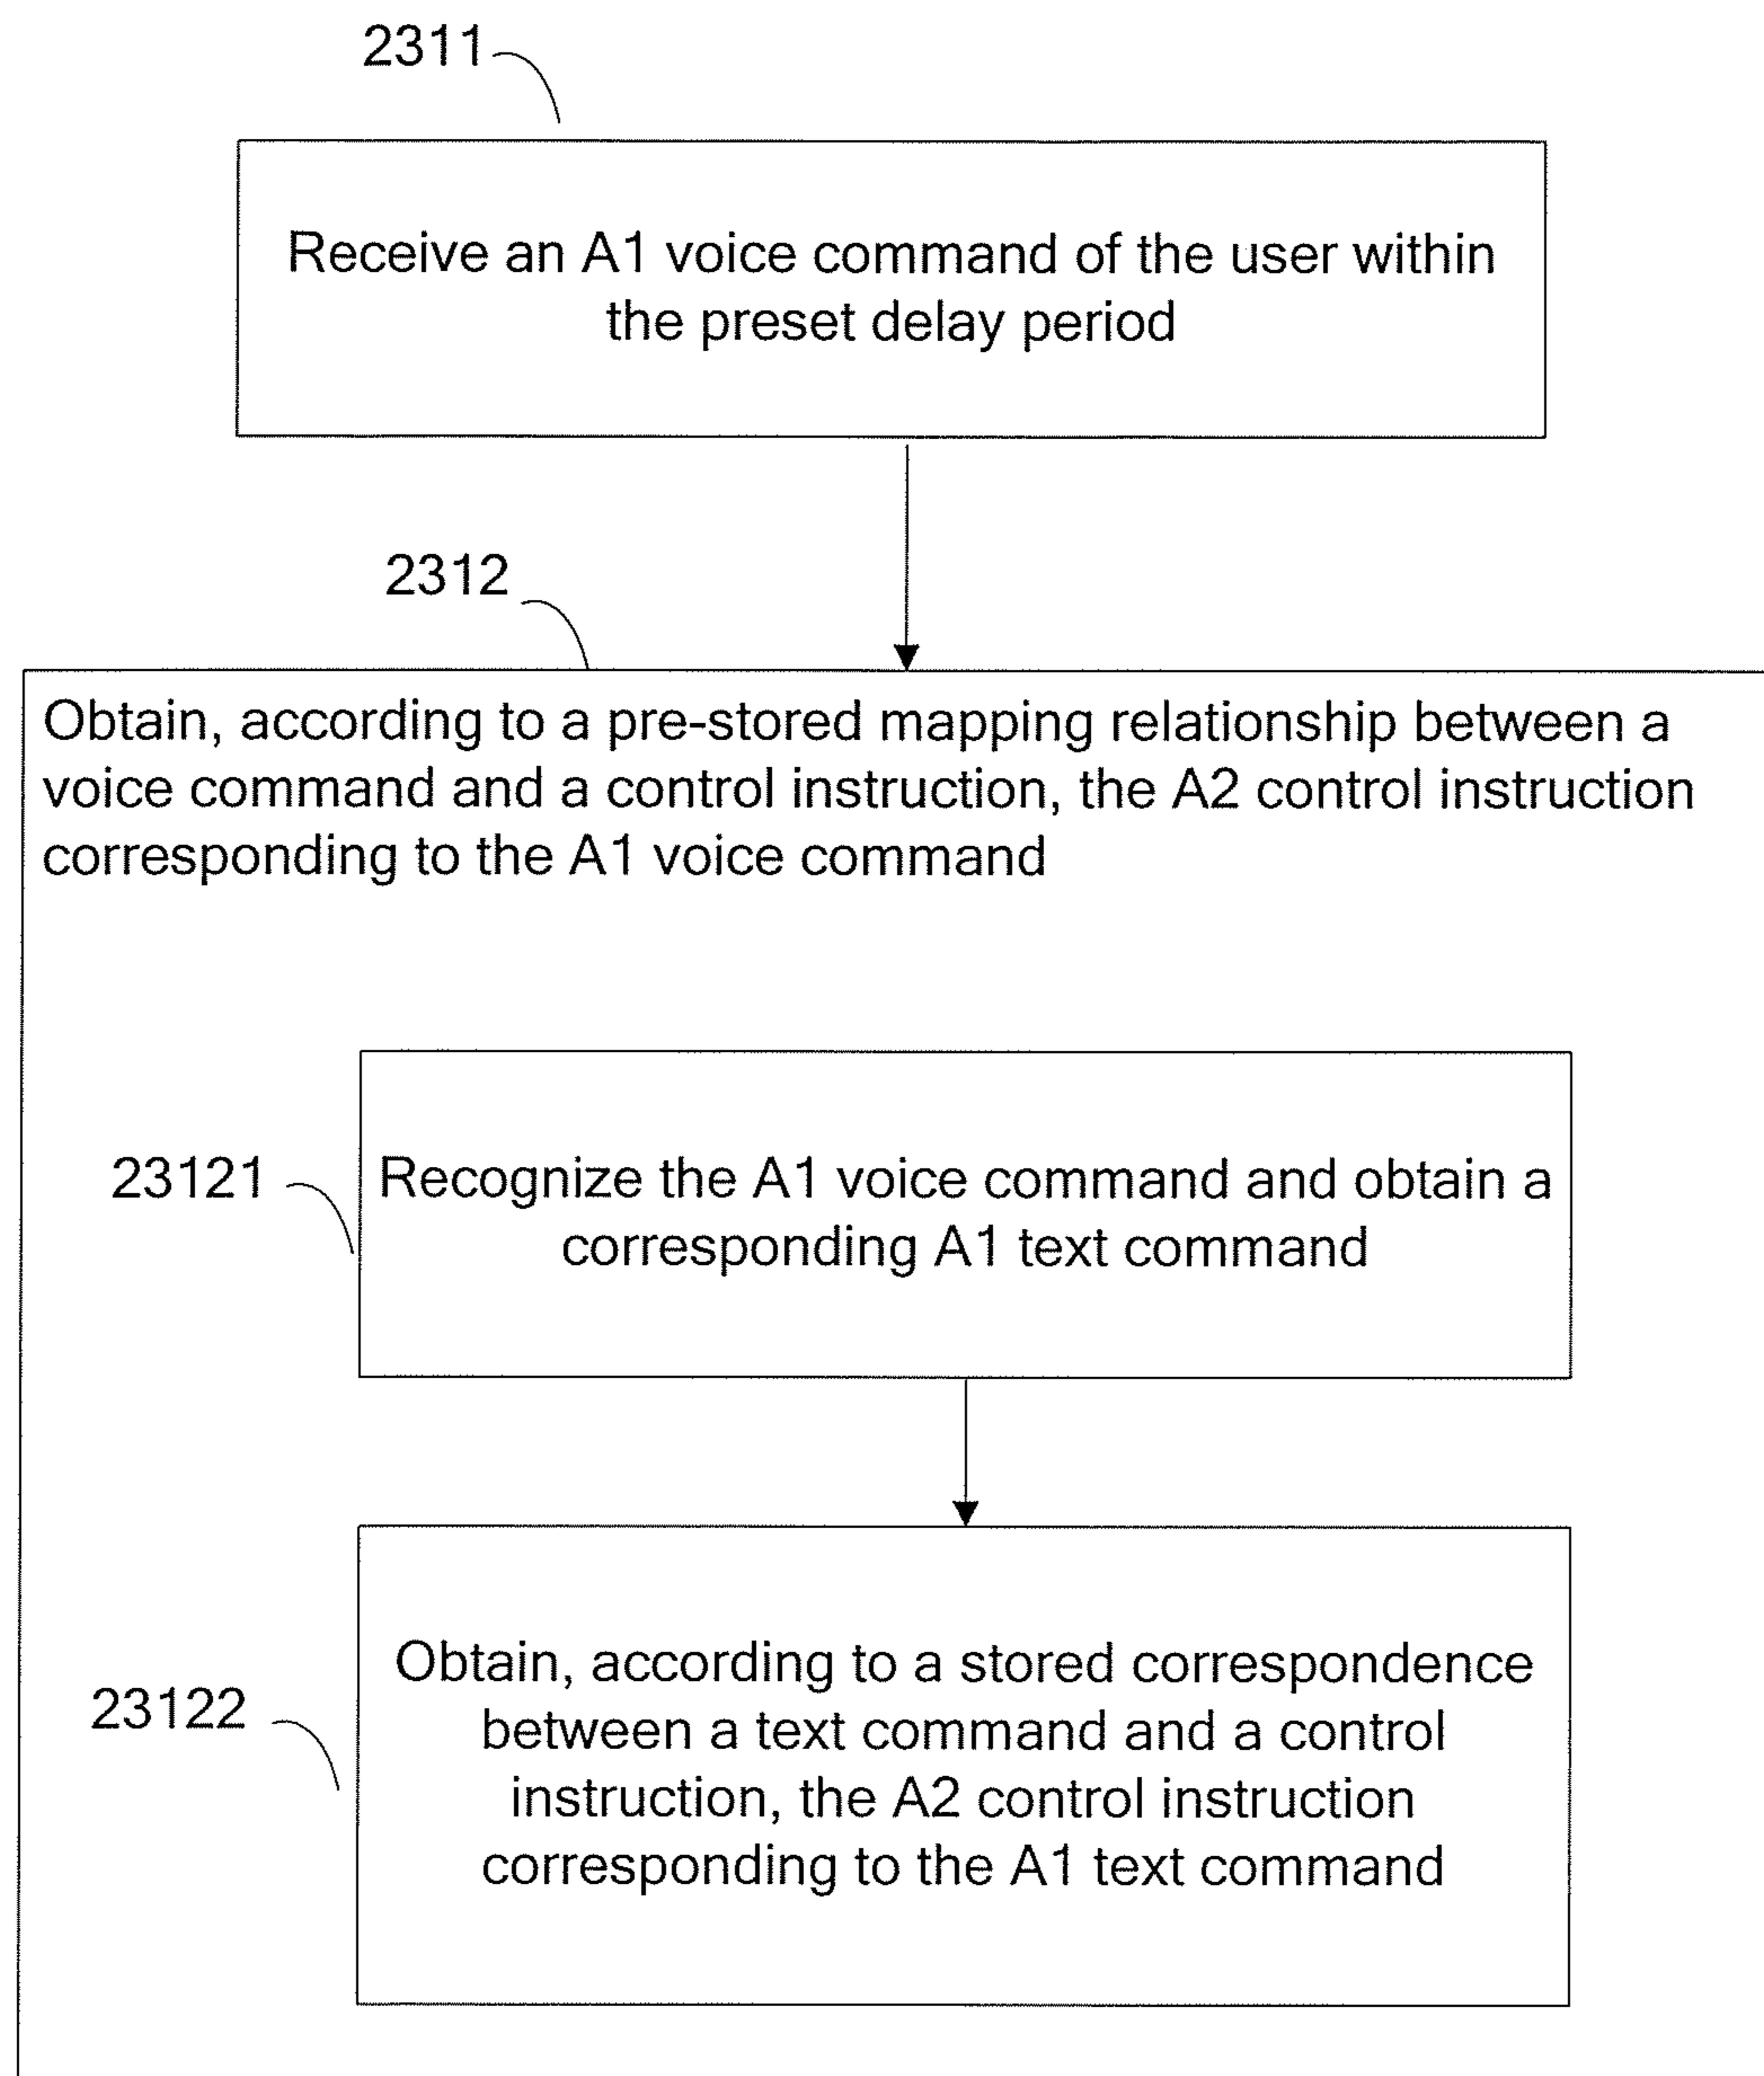 2311
Receive an A1 voice command of the user within
the preset delay period
2312
Obtain, according to a pre-stored mapping relationship between a
voice command and a control instruction, the A2 control instruction
corresponding to the A1 voice command
23121
Recognize the A1 voice command and obtain a
corresponding A1 text command
23122
Obtain, according to a stored correspondence
between a text command and a control
instruction, the A2 control instruction
corresponding to the A1 text command